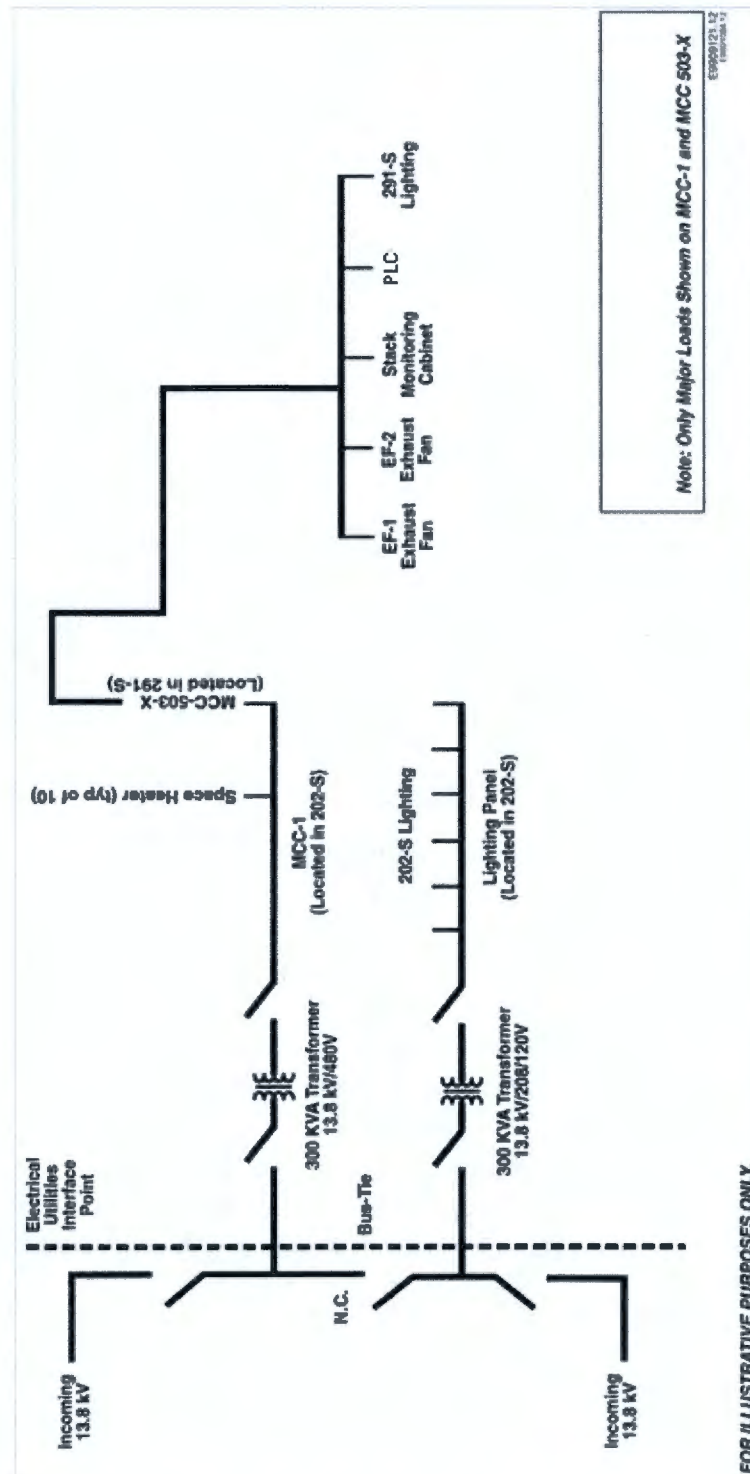 Electrical
Utilities
Interface
Point
Incoming
13.8 kV
N.C.
Bus-Tie
Incoming
13.8 kV
300 KVA Transformer
13.8 kV/480V
300 KVA Transformer
13.8 kV/208/120V
Space Heater (typ of 10)
MCC-503-X
(Located in 291-S)
MCC-1
(Located in 202-S)
202-S Lighting
Lighting Panel
(Located in 202-S)
EF-1
Exhaust
Fan
EF-2
Exhaust
Fan
Stack
Monitoring
Cabinet
PLC
291-S
Lighting
Note: Only Major Loads Shown on MCC-1 and MCC 503-X
E9909121.12
FOR ILLUSTRATIVE PURPOSES ONLY